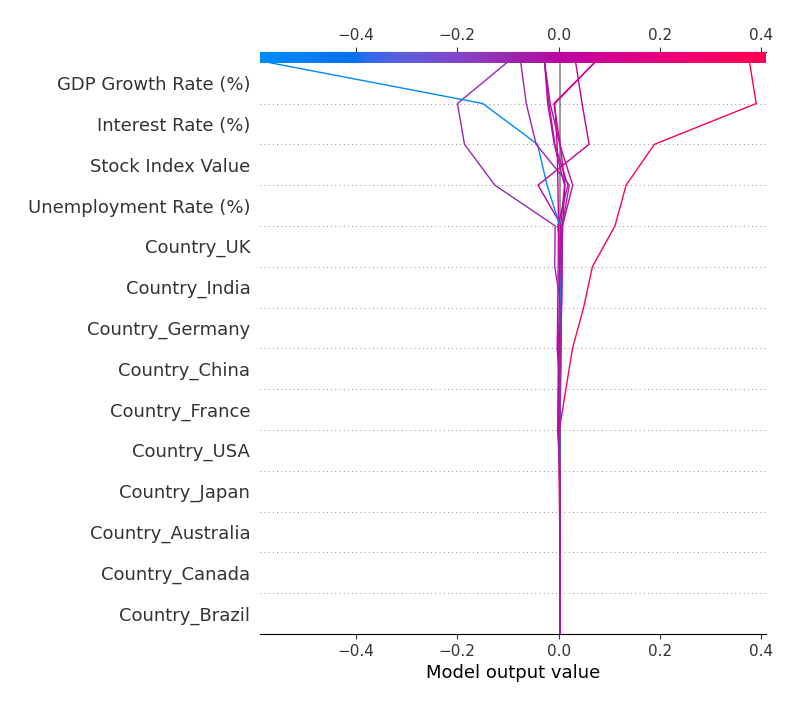 −0.4 −0.2 0.0 0.2 0.4
GDP Growth Rate (%)
Interest Rate (%)
Stock Index Value
Unemployment Rate (%)
Country_UK
Country_India
Country_Germany
Country_China
Country_France
Country_USA
Country_Japan
Country_Australia
Country_Canada
Country_Brazil
−0.4 −0.2 0.0 0.2 0.4
Model output value